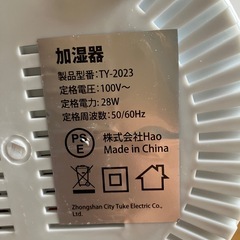 加湿器
製品型番：TY-2023
定格電圧：100V～
定格電力：28W
定格周波数：50/60Hz
PS
E
株式会社Hao
Made in China
Zhongshan City Tuke Electric Co.,
Ltd.